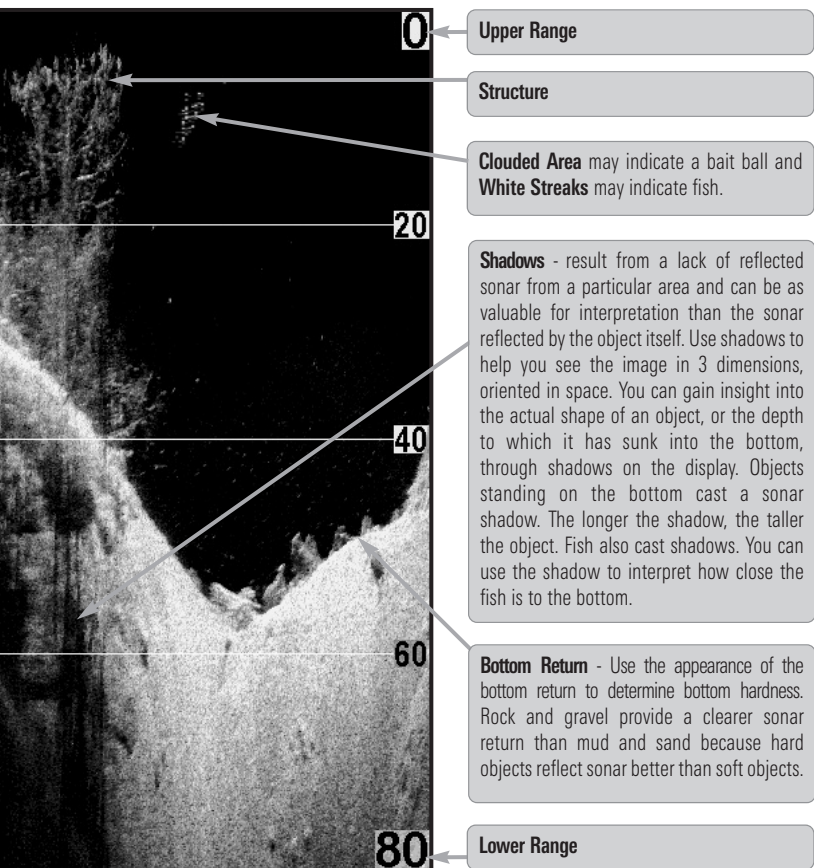 0
Upper Range
Structure
Clouded Area may indicate a bait ball and
White Streaks may indicate fish.
20
Shadows - result from a lack of reflected
sonar from a particular area and can be as
valuable for interpretation than the sonar
reflected by the object itself. Use shadows to
help you see the image in 3 dimensions,
oriented in space. You can gain insight into
the actual shape of an object, or the depth
to which it has sunk into the bottom,
through shadows on the display. Objects
standing on the bottom cast a sonar
shadow. The longer the shadow, the taller
the object. Fish also cast shadows. You can
use the shadow to interpret how close the
fish is to the bottom.
40
60
Bottom Return - Use the appearance of the
bottom return to determine bottom hardness.
Rock and gravel provide a clearer sonar
return than mud and sand because hard
objects reflect sonar better than soft objects.
80
Lower Range